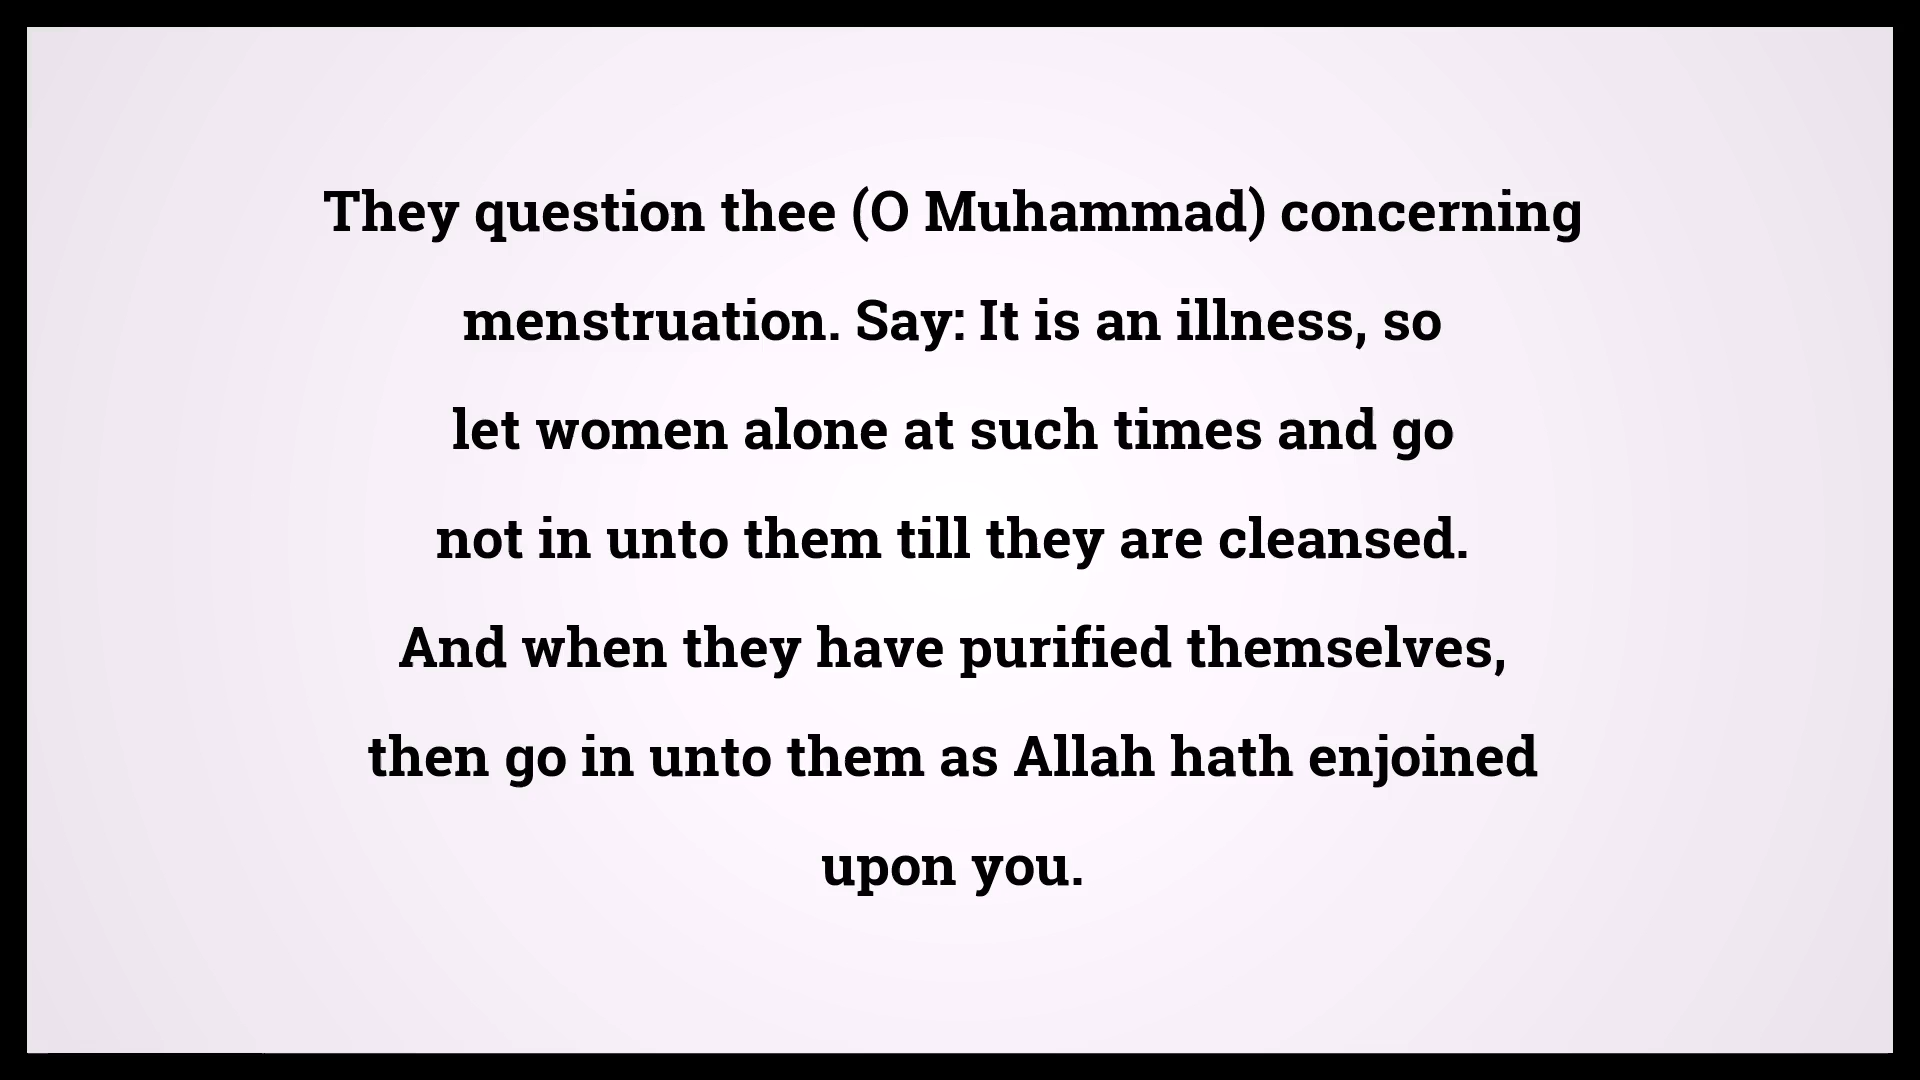 They question thee (O Muhammad) concerning
menstruation. Say: It is an illness, so
let women alone at such times and go
not in unto them till they are cleansed.
And when they have purified themselves,
then go in unto them as Allah hath enjoined
upon you.